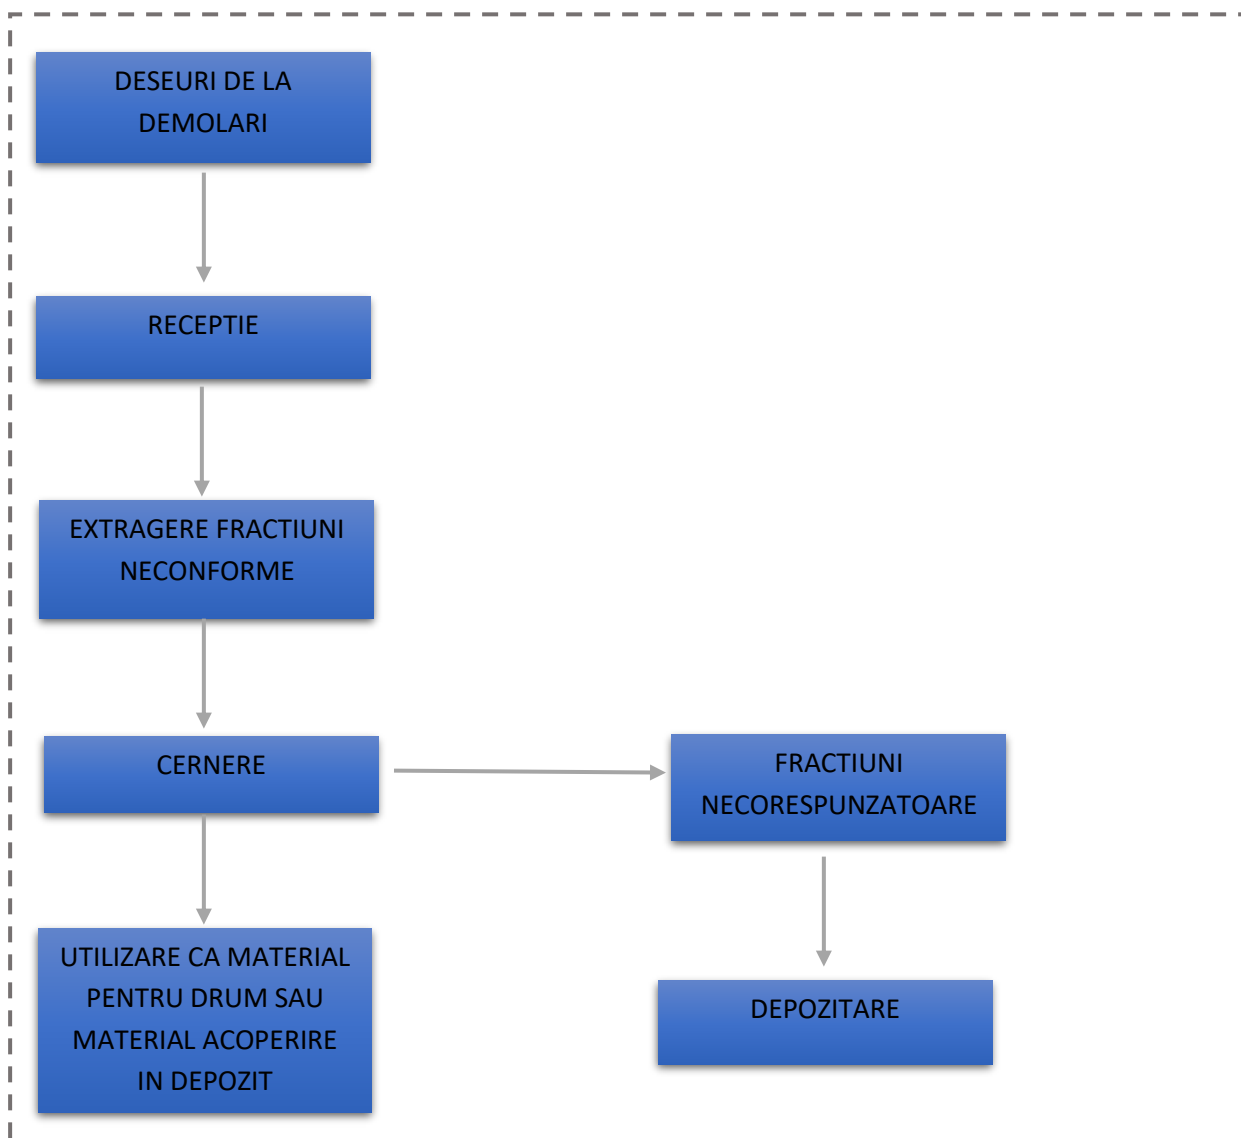 DESEURI DE LA
DEMOLARI
RECEPTIE
EXTRAGERE FRACTIUNI
NECONFORME
CERNERE
FRACTIUNI
NECORESPUNZATOARE
UTILIZARE CA MATERIAL
PENTRU DRUM SAU
MATERIAL ACOPERIRE
IN DEPOZIT
DEPOZITARE